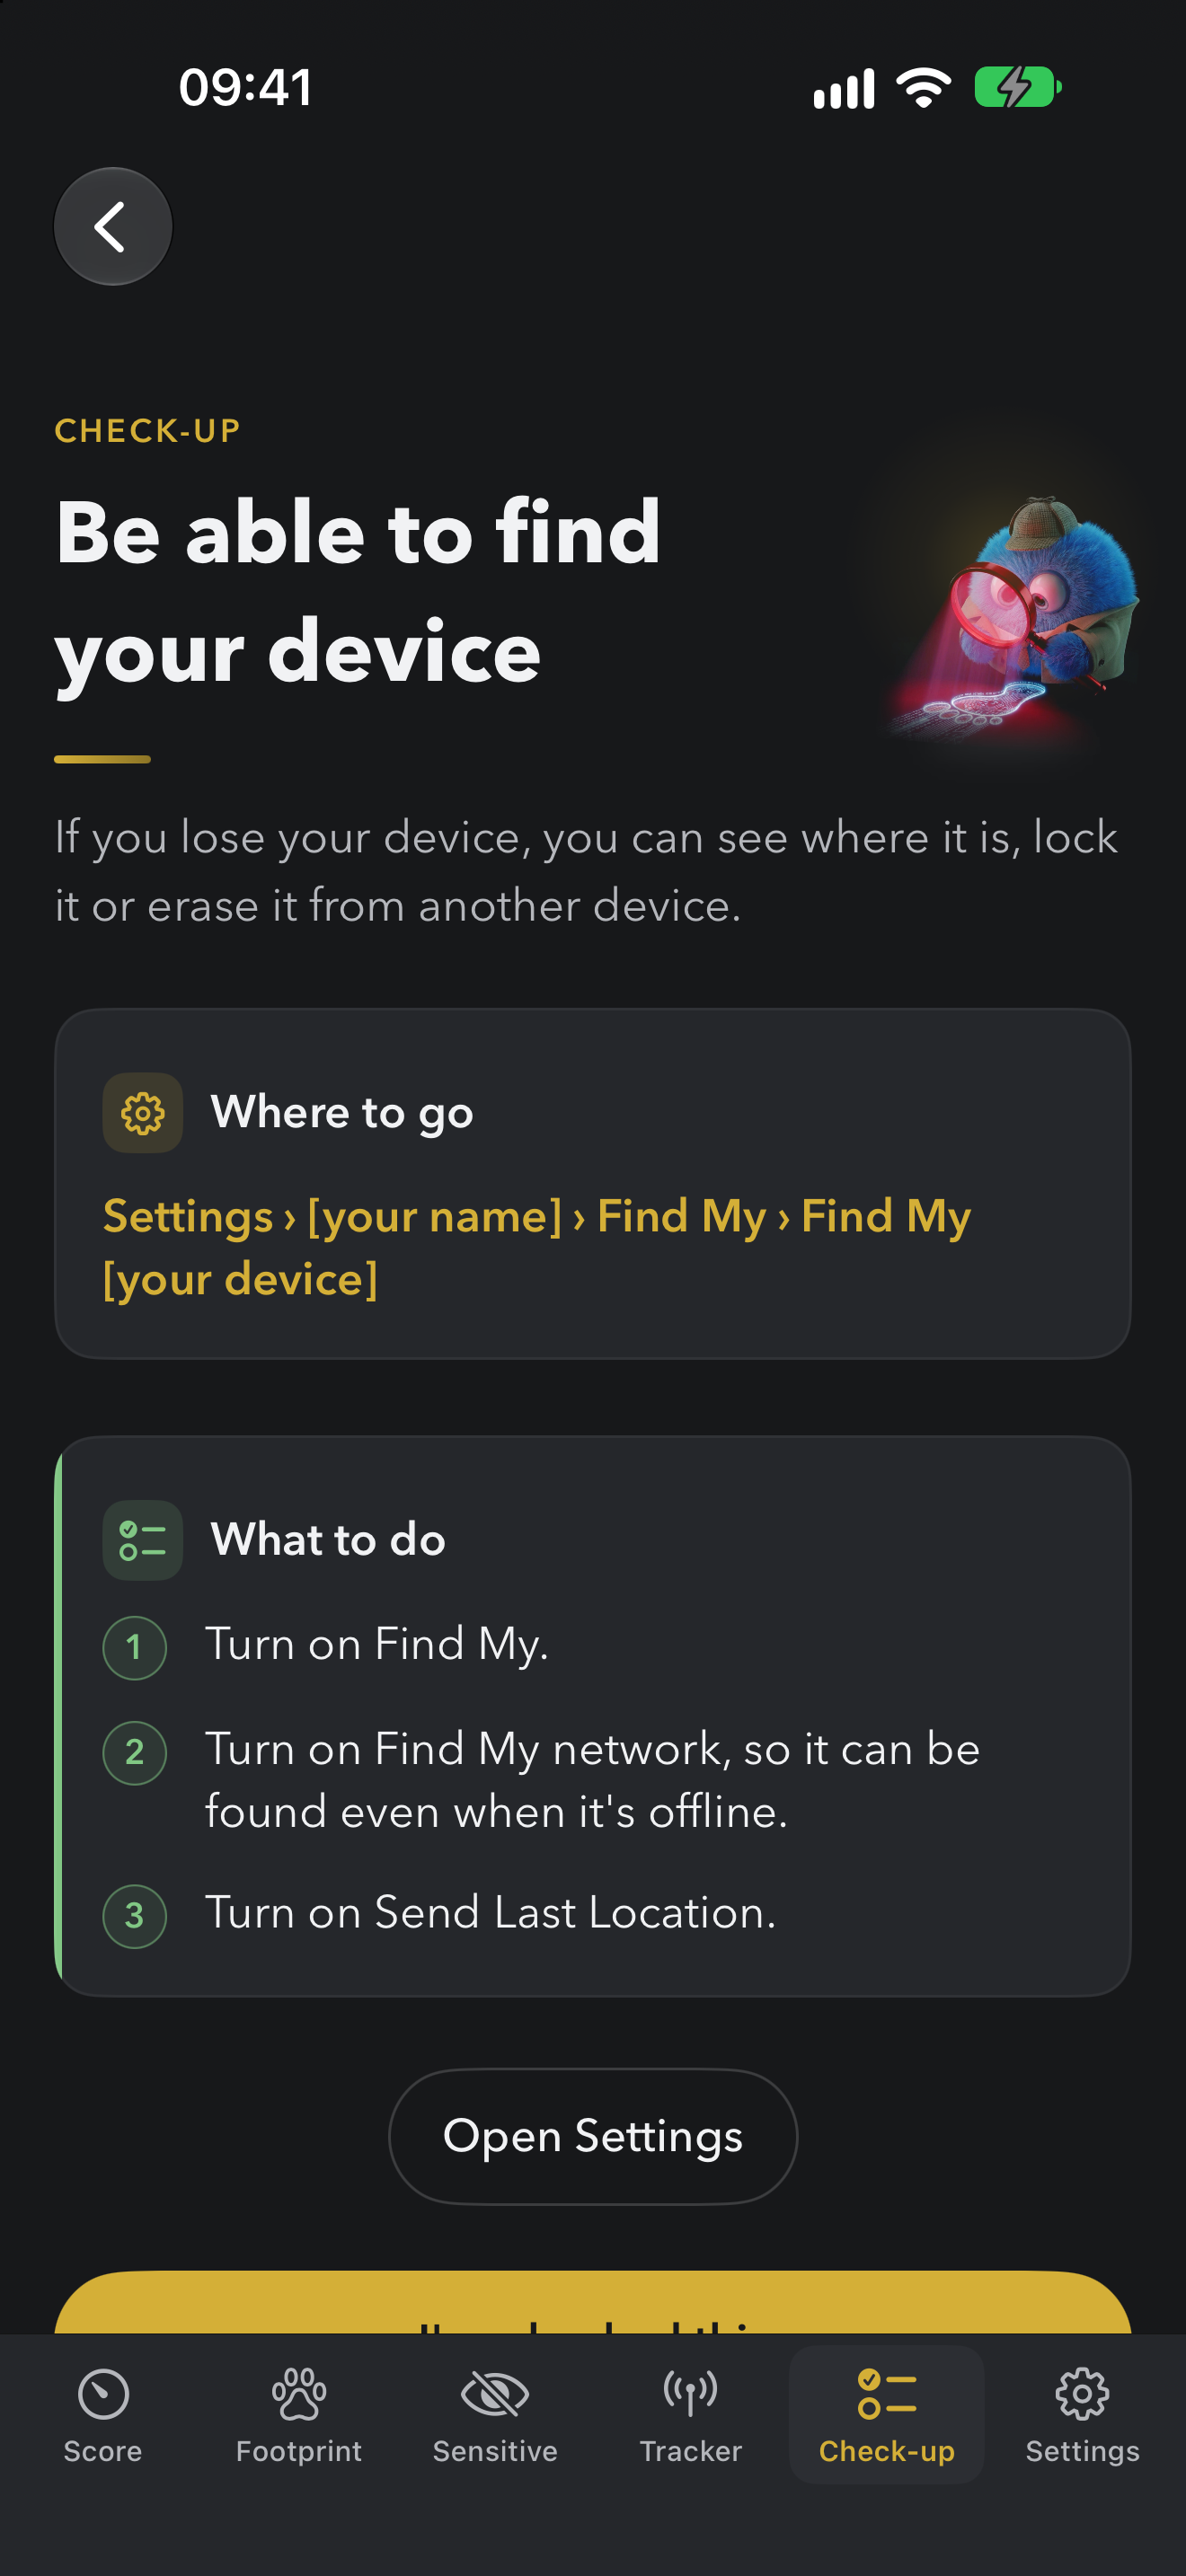 09:41
CHECK-UP
Be able to find
your device
If you lose your device, you can see where it is, lock
it or erase it from another device.
Where to go
Settings › [your name] › Find My › Find My
[your device]
What to do
1 Turn on Find My.
2 Turn on Find My network, so it can be
found even when it's offline.
3 Turn on Send Last Location.
Open Settings
Score Footprint Sensitive Tracker Check-up Settings